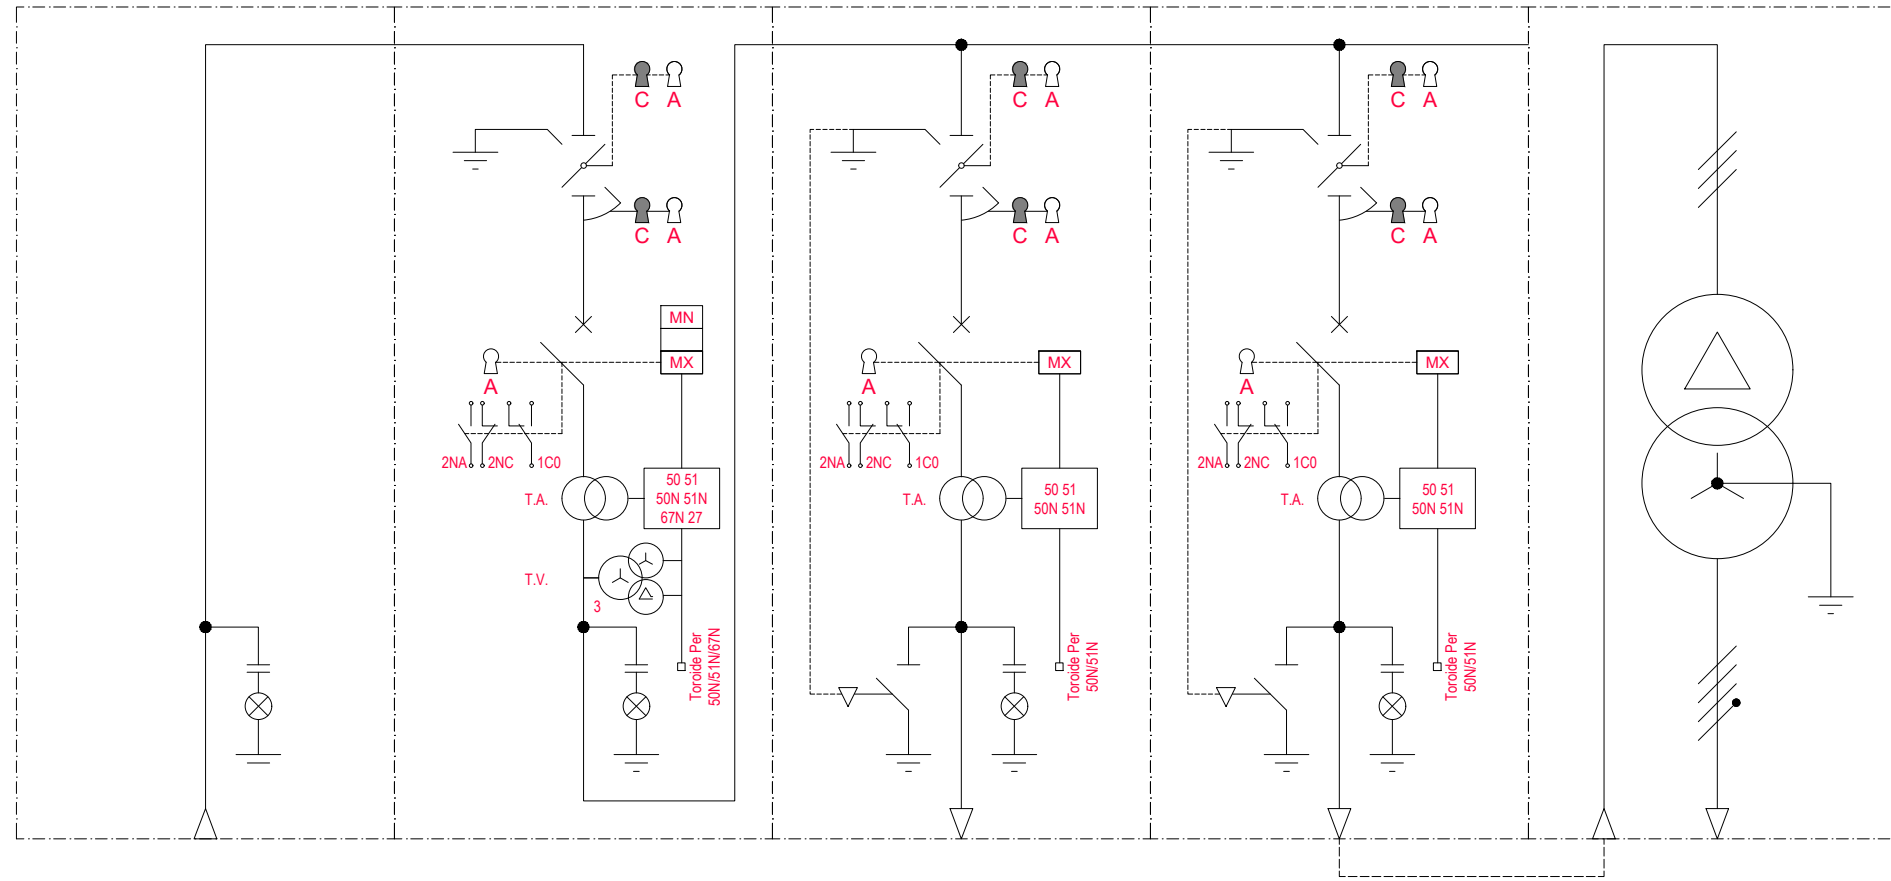 C A
C A
MN
MX
A
2NA 2NC 1C0
T.A.
50 51
50N 51N
67N 27
T.V.
3
Toroide Per
50N/51N/67N
C A
C A
MX
A
2NA 2NC 1C0
T.A.
50 51
50N 51N
Toroide Per
50N/51N
C A
C A
MX
A
2NA 2NC 1C0
T.A.
50 51
50N 51N
Toroide Per
50N/51N